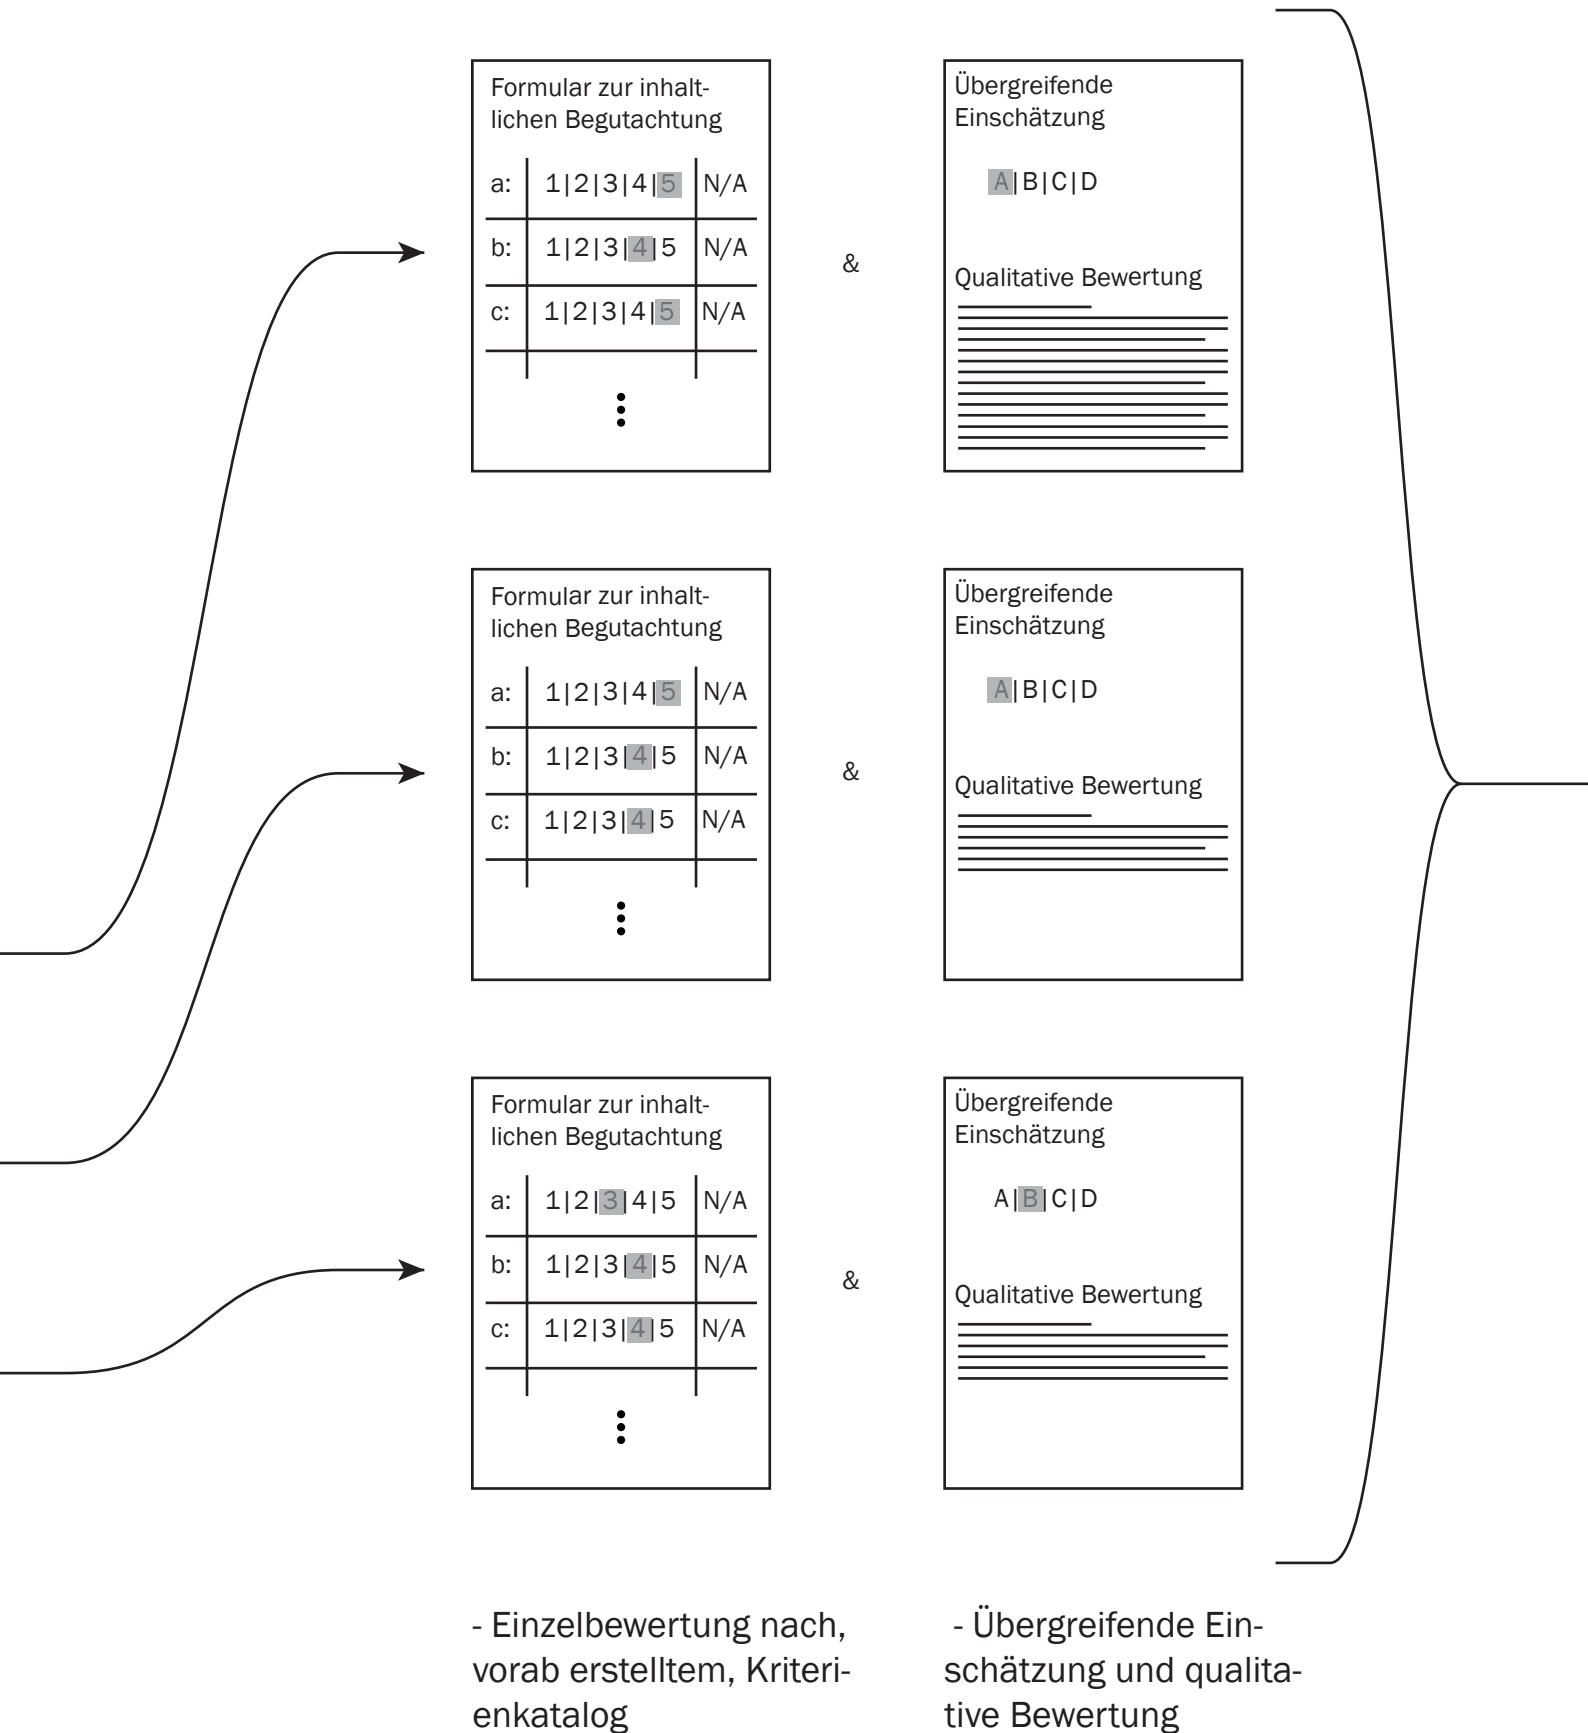 Formular zur inhalt-
lichen Begutachtung
a: 1|2|3|4|5 N/A
b: 1|2|3|4|5 N/A
c: 1|2|3|4|5 N/A
&
Übergreifende
Einschätzung
A|B|C|D
Qualitative Bewertung
Formular zur inhalt-
lichen Begutachtung
a: 1|2|3|4|5 N/A
b: 1|2|3|4|5 N/A
c: 1|2|3|4|5 N/A
&
Übergreifende
Einschätzung
A|B|C|D
Qualitative Bewertung
Formular zur inhalt-
lichen Begutachtung
a: 1|2|3|4|5 N/A
b: 1|2|3|4|5 N/A
c: 1|2|3|4|5 N/A
&
Übergreifende
Einschätzung
A|B|C|D
Qualitative Bewertung
- Einzelbewertung nach,
vorab erstelltem, Kriteri-
enkatalog
- Übergreifende Ein-
schätzung und qualita-
tive Bewertung